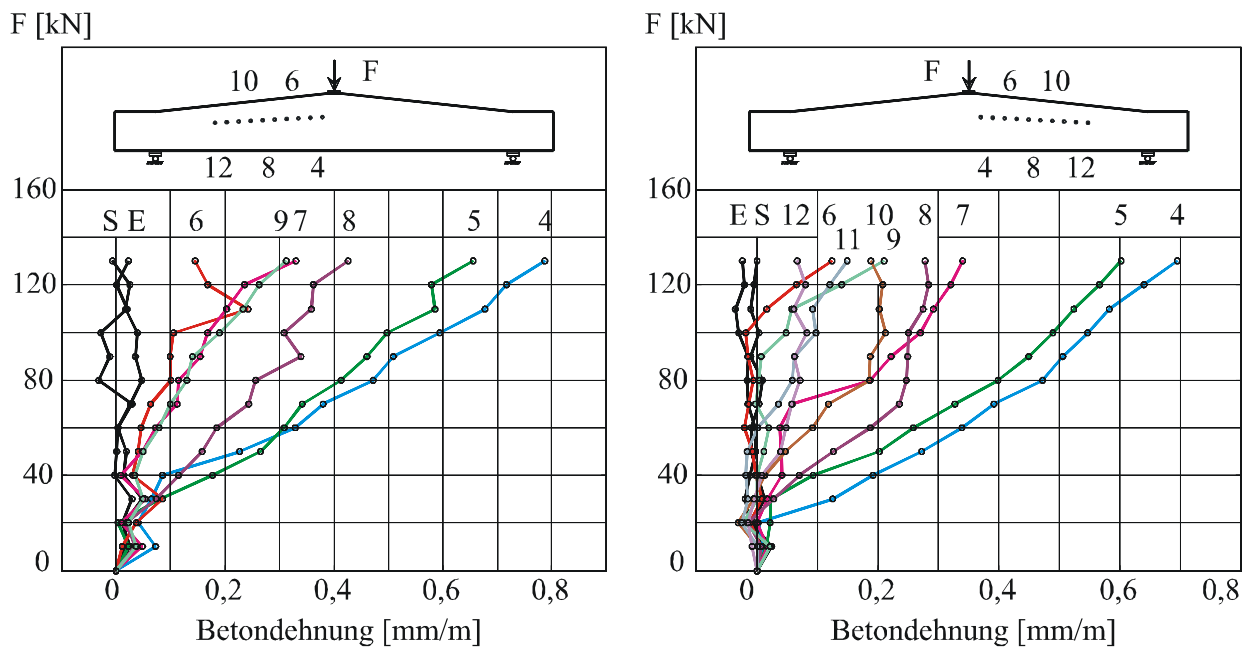 F [kN]
10 6 F
12 8 4
160
S E 6 9 7 8 5 4
120
80
40
0
0 0,2 0,4 0,6 0,8
Betondehnung [mm/m]
F [kN]
F 6 10
4 8 12
160
E S 12 6 10 8 7 5 4
11 9
120
80
40
0
0 0,2 0,4 0,6 0,8
Betondehnung [mm/m]